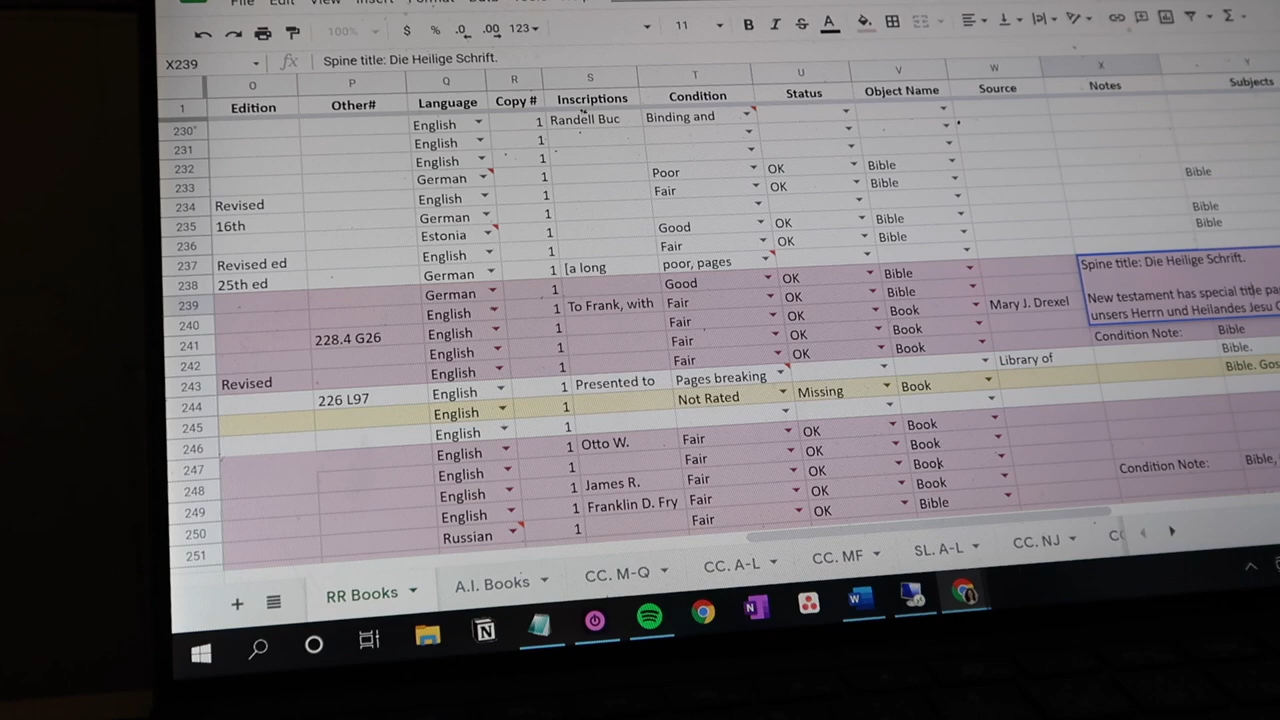 File Edit View Insert Format Data
100% $ % .0 .00 123 11 B I S A Σ
X239 fx Spine title: Die Heilige Schrift.
O P Q R S T U V W X Y
1 Edition Other# Language Copy # Inscriptions Condition Status Object Name Source Notes Subjects
230 English 1 Randell Buc Binding and
231 English 1
232 English 1
233 German 1 Poor OK Bible
234 Revised English 1 Fair OK Bible Bible
235 16th German 1
236 Estonia 1 Good OK Bible Bible
237 Revised ed English 1 Fair OK Bible Bible
238 25th ed German 1 [a long poor, pages
239 German 1 Good OK Bible Spine title: Die Heilige Schrift.
New testament has special title pa
unsers Herrn und Heilandes Jesu C
240 English 1 To Frank, with Fair OK Bible
241 228.4 G26 English 1 Fair OK Book Mary J. Drexel
242 English 1 Fair OK Book Condition Note: Bible
243 Revised English 1 Fair OK Book Bible.
244 226 L97 English 1 Presented to Pages breaking Library of
245 English 1 Not Rated Missing Book Bible. Gos
246 English 1
247 English 1 Otto W. Fair OK Book
248 English 1 Fair OK Book
249 English 1 James R. Fair OK Book Condition Note: Bible,
250 English 1 Franklin D. Fry Fair OK Book
251 Russian 1 Fair OK Bible
+ RR Books A.I. Books CC. M-Q CC. A-L CC. MF SL. A-L CC. NJ